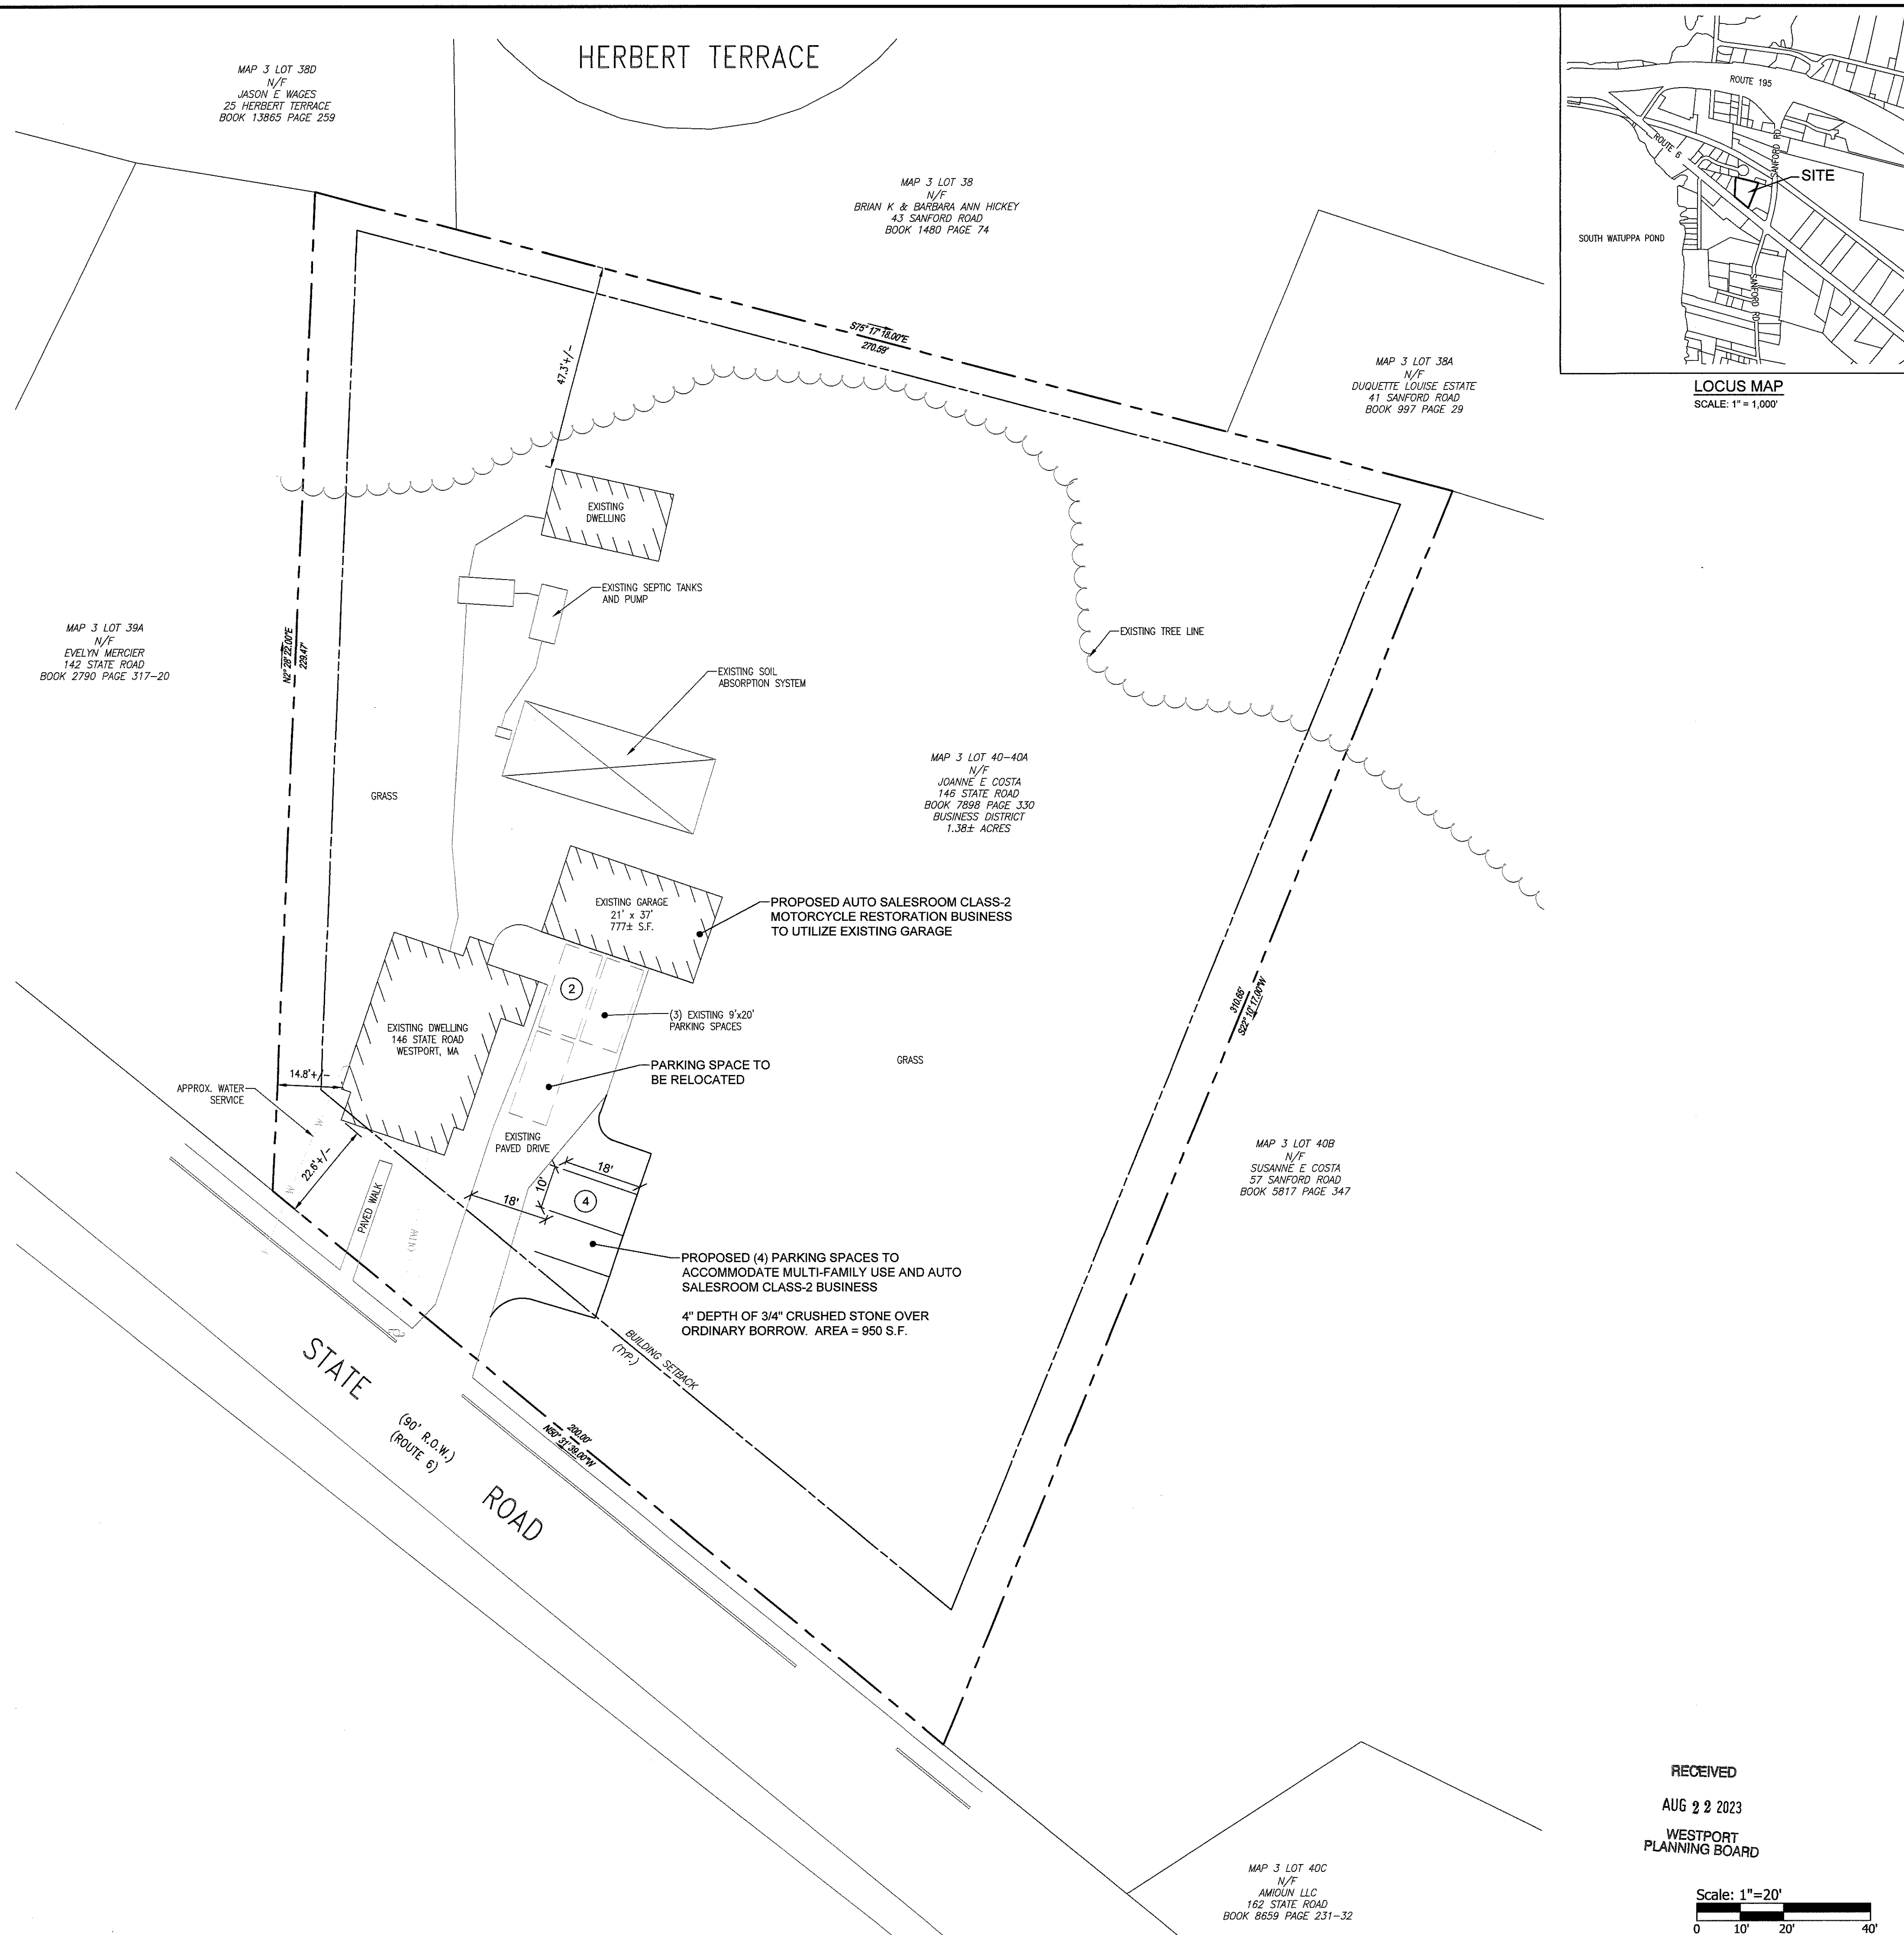 HERBERT TERRACE
MAP 3 LOT 38D
N/F
JASON E WAGES
25 HERBERT TERRACE
BOOK 13865 PAGE 259
MAP 3 LOT 38
N/F
BRIAN K & BARBARA ANN HICKEY
43 SANFORD ROAD
BOOK 1480 PAGE 74
ROUTE 195
ROUTE 6
SANFORD RD
SITE
SOUTH WATUPPA POND
SANFORD RD
LOCUS MAP
SCALE: 1" = 1,000'
S75° 17' 18.00"E
270.59'
47.3'+/-
MAP 3 LOT 38A
N/F
DUQUETTE LOUISE ESTATE
41 SANFORD ROAD
BOOK 997 PAGE 29
EXISTING
DWELLING
EXISTING SEPTIC TANKS
AND PUMP
EXISTING TREE LINE
MAP 3 LOT 39A
N/F
EVELYN MERCIER
142 STATE ROAD
BOOK 2790 PAGE 317-20
N2° 28' 22.00"E
229.47'
EXISTING SOIL
ABSORPTION SYSTEM
GRASS
MAP 3 LOT 40-40A
N/F
JOANNE E COSTA
146 STATE ROAD
BOOK 7898 PAGE 330
BUSINESS DISTRICT
1.38± ACRES
EXISTING GARAGE
21' x 37'
777± S.F.
PROPOSED AUTO SALESROOM CLASS-2
MOTORCYCLE RESTORATION BUSINESS
TO UTILIZE EXISTING GARAGE
2
(3) EXISTING 9'x20'
PARKING SPACES
310.65'
S22° 10' 17.00"W
EXISTING DWELLING
146 STATE ROAD
WESTPORT, MA
PARKING SPACE TO
BE RELOCATED
GRASS
14.8'+/-
APPROX. WATER
SERVICE
W
W
22.6'+/-
PAVED WALK
EXISTING
PAVED DRIVE
18'
10'
18'
4
MAP 3 LOT 40B
N/F
SUSANNE E COSTA
57 SANFORD ROAD
BOOK 5817 PAGE 347
PROPOSED (4) PARKING SPACES TO
ACCOMMODATE MULTI-FAMILY USE AND AUTO
SALESROOM CLASS-2 BUSINESS
4" DEPTH OF 3/4" CRUSHED STONE OVER
ORDINARY BORROW. AREA = 950 S.F.
BUILDING SETBACK
(TYP.)
STATE
(90' R.O.W.)
(ROUTE 6)
ROAD
200.00'
N50° 31' 39.00"W
RECEIVED
AUG 22 2023
WESTPORT
PLANNING BOARD
MAP 3 LOT 40C
N/F
AMIOUN LLC
162 STATE ROAD
BOOK 8659 PAGE 231-32
Scale: 1"=20'
0 10' 20' 40'